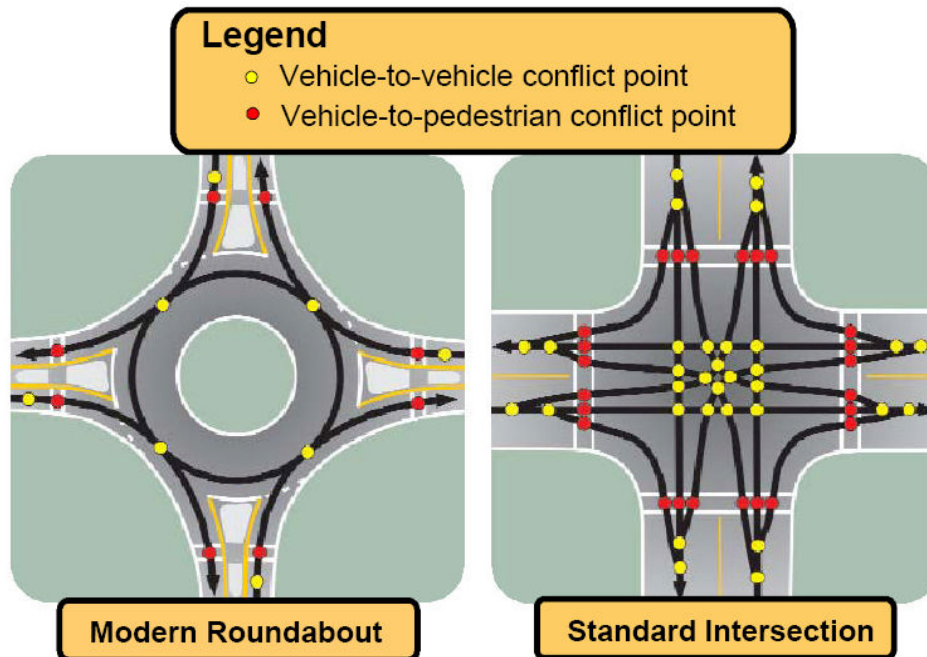 Legend
Vehicle-to-vehicle conflict point
Vehicle-to-pedestrian conflict point
Modern Roundabout
Standard Intersection